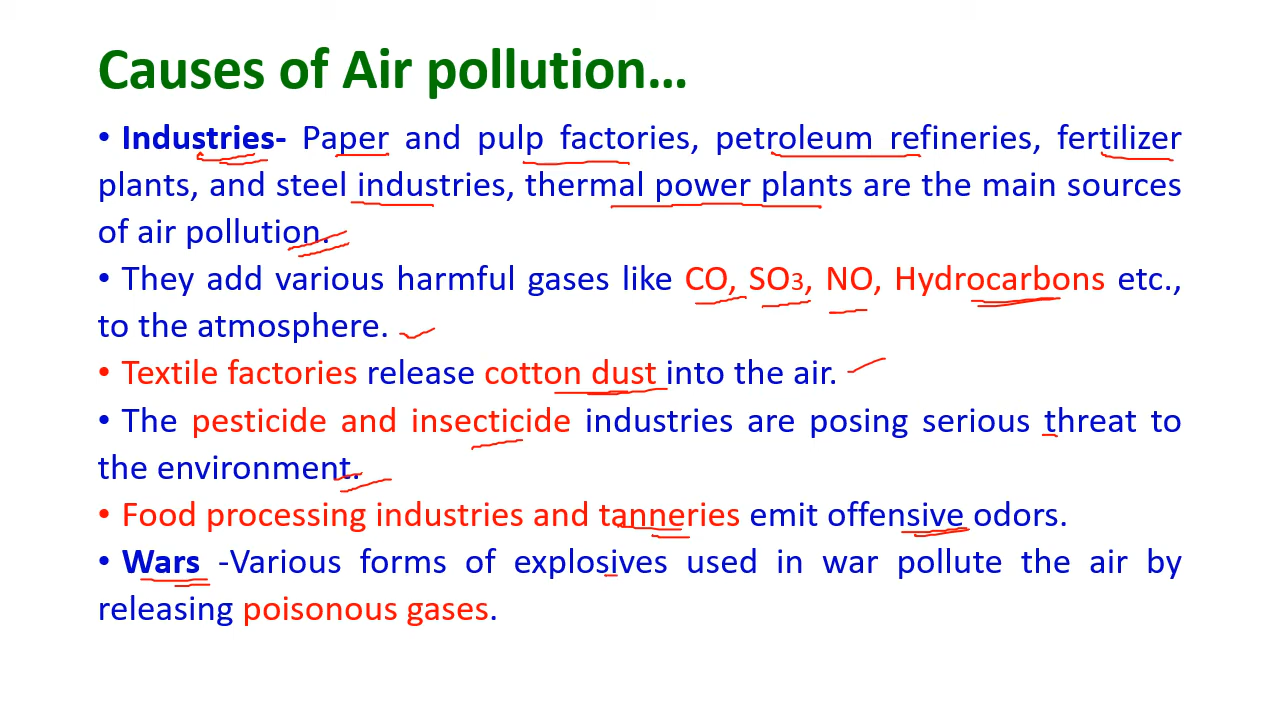 Causes of Air pollution...
• Industries- Paper and pulp factories, petroleum refineries, fertilizer
plants, and steel industries, thermal power plants are the main sources
of air pollution.
• They add various harmful gases like CO, SO3, NO, Hydrocarbons etc.,
to the atmosphere.
• Textile factories release cotton dust into the air.
• The pesticide and insecticide industries are posing serious threat to
the environment.
• Food processing industries and tanneries emit offensive odors.
• Wars -Various forms of explosives used in war pollute the air by
releasing poisonous gases.